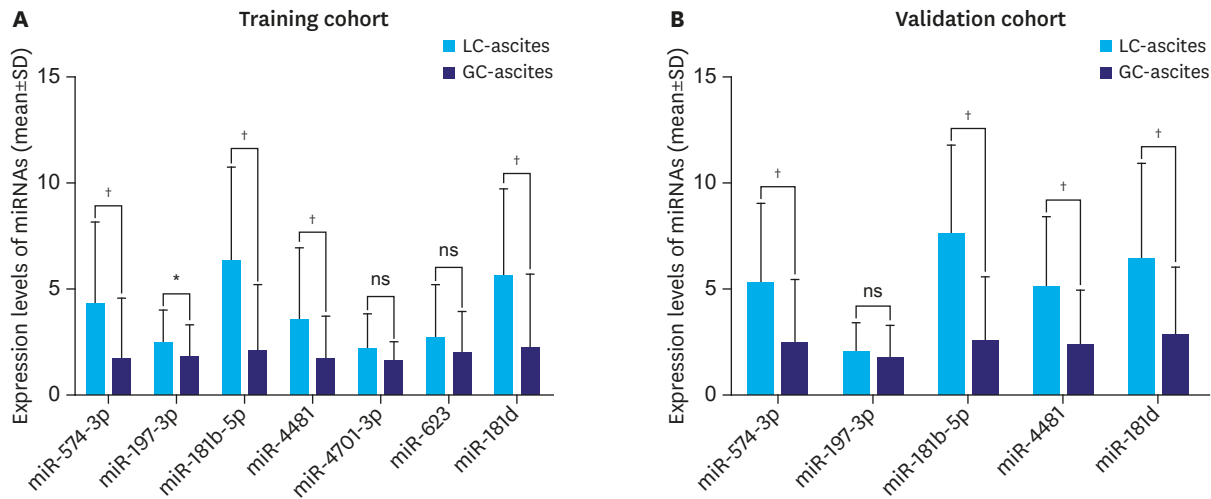 A
Training cohort
LC-ascites
GC-ascites
Expression levels of miRNAs (mean±SD)
15
10
5
0
†
*
†
†
ns
ns
†
miR-574-3p
miR-197-3p
miR-181b-5p
miR-4481
miR-4701-3p
miR-623
miR-181d
B
Validation cohort
LC-ascites
GC-ascites
Expression levels of miRNAs (mean±SD)
15
10
5
0
†
ns
†
†
†
miR-574-3p
miR-197-3p
miR-181b-5p
miR-4481
miR-181d